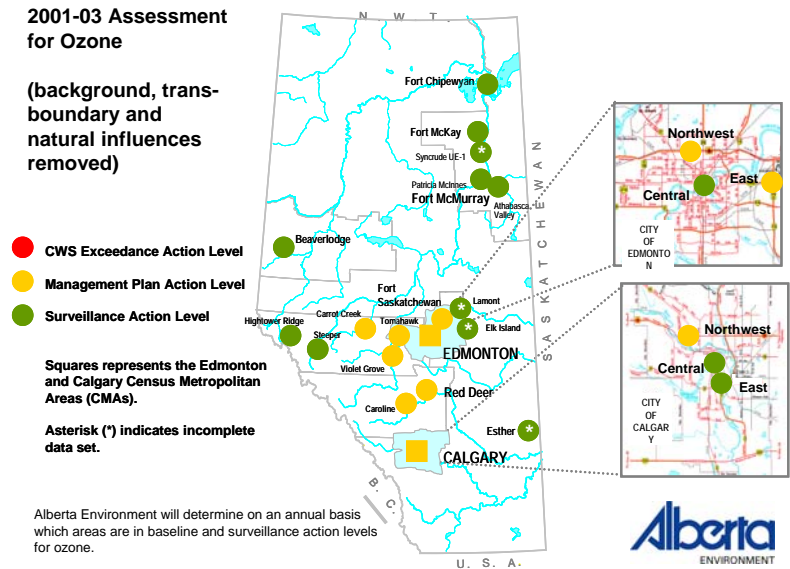 2001-03 Assessment
for Ozone
(background, trans-
boundary and
natural influences
removed)
CWS Exceedance Action Level
Management Plan Action Level
Surveillance Action Level
Squares represents the Edmonton
and Calgary Census Metropolitan
Areas (CMAs).
Asterisk (*) indicates incomplete
data set.
Alberta Environment will determine on an annual basis
which areas are in baseline and surveillance action levels
for ozone.
N. W. T.
SASKATCHEWAN
B. C.
U. S. A.
Fort Chipewyan
Fort McKay
*
Syncrude UE-1
Patricia McInnes
Fort McMurray
Athabasca
Valley
Beaverlodge
Fort
Saskatchewan
*
Lamont
*
Elk Island
Carrot Creek
Tomahawk
Hightower Ridge
Steeper
EDMONTON
Violet Grove
Red Deer
Caroline
Esther
*
CALGARY
Northwest
East
Central
CITY
OF
EDMONTO
N
Northwest
Central
East
CITY
OF
CALGAR
Y
Alberta
ENVIRONMENT